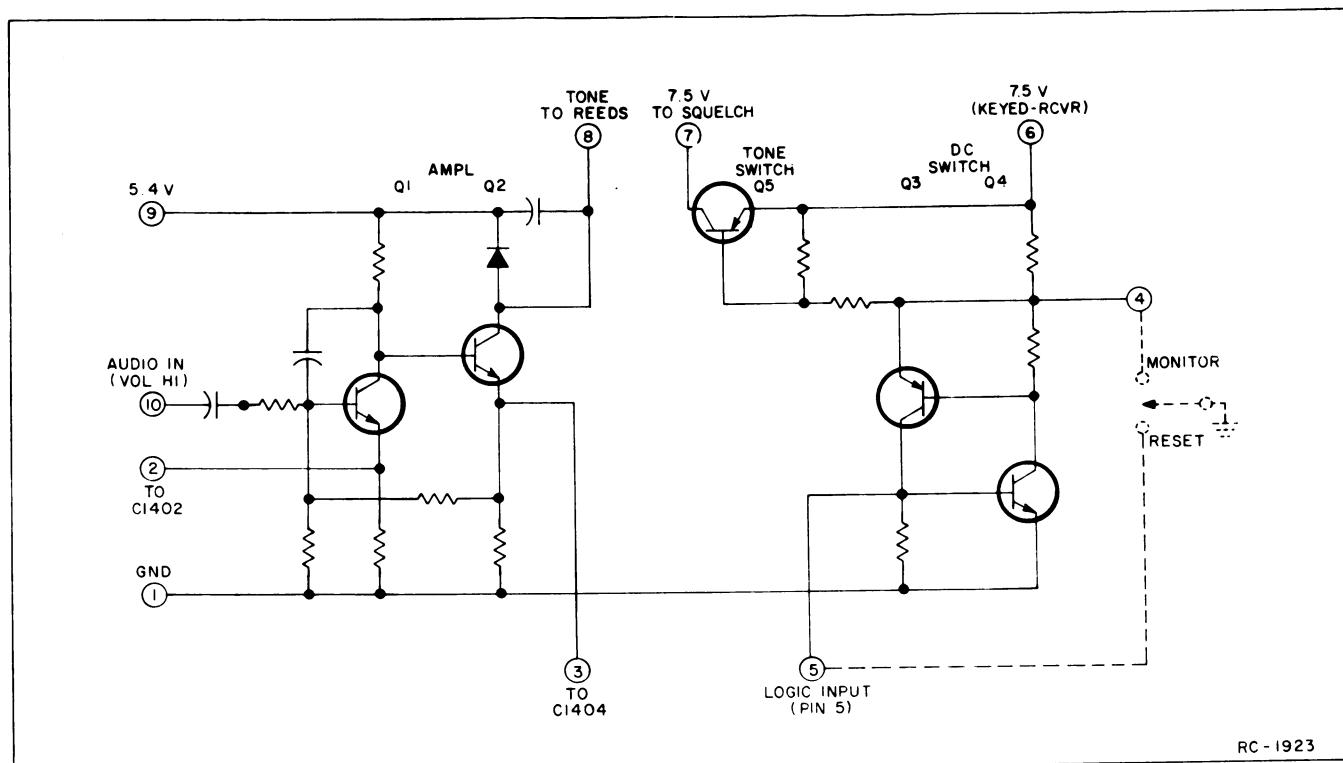 TONE
TO REEDS
8
7.5 V
TO SQUELCH
7
7.5 V
(KEYED-RCVR)
6
AMPL
Q1 Q2
TONE
SWITCH
Q5
DC
SWITCH
Q3 Q4
5.4 V
9
4
AUDIO IN
(VOL HI)
10
MONITOR
RESET
2
TO
C1402
GND
1
3
TO
C1404
5
LOGIC INPUT
(PIN 5)
RC-1923